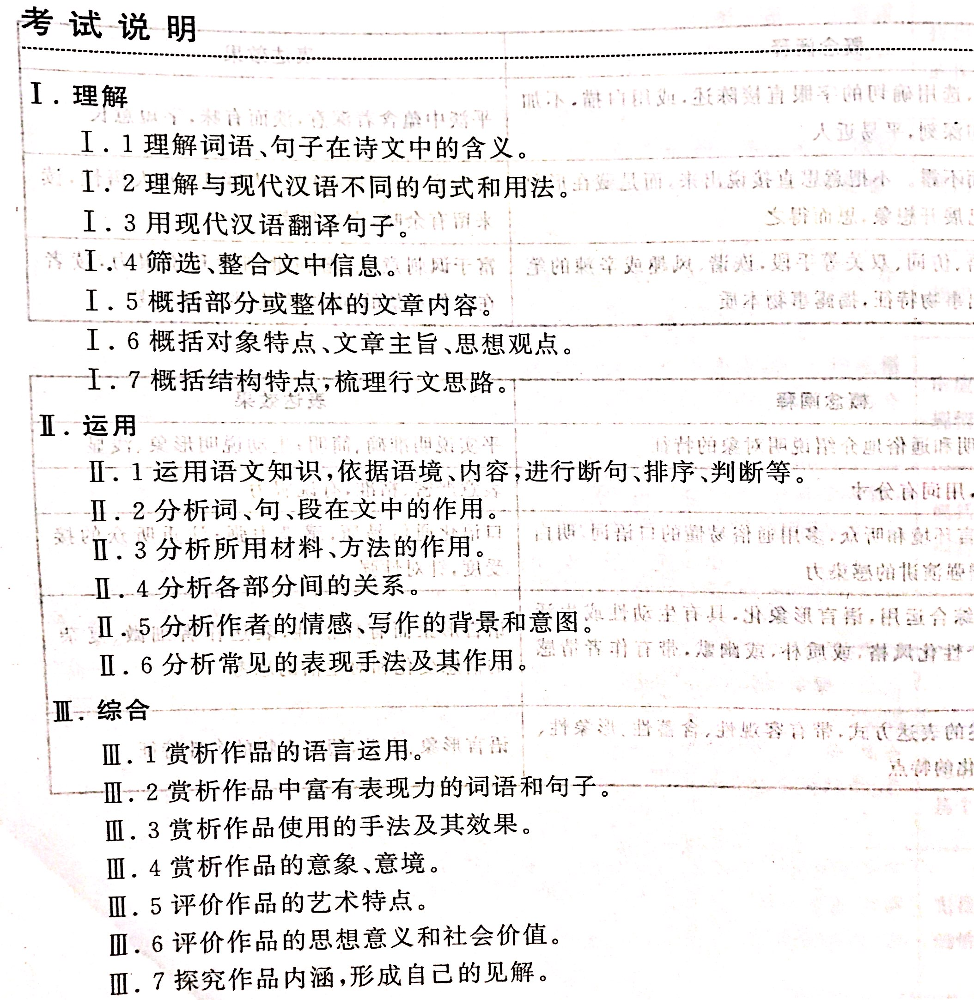 考试说明
Ⅰ. 理解
Ⅰ. 1 理解词语、句子在诗文中的含义。
Ⅰ. 2 理解与现代汉语不同的句式和用法。
Ⅰ. 3 用现代汉语翻译句子。
Ⅰ. 4 筛选、整合文中信息。
Ⅰ. 5 概括部分或整体的文章内容。
Ⅰ. 6 概括对象特点、文章主旨、思想观点。
Ⅰ. 7 概括结构特点,梳理行文思路。
Ⅱ. 运用
Ⅱ. 1 运用语文知识,依据语境、内容,进行断句、排序、判断等。
Ⅱ. 2 分析词、句、段在文中的作用。
Ⅱ. 3 分析所用材料、方法的作用。
Ⅱ. 4 分析各部分间的关系。
Ⅱ. 5 分析作者的情感、写作的背景和意图。
Ⅱ. 6 分析常见的表现手法及其作用。
Ⅲ. 综合
Ⅲ. 1 赏析作品的语言运用。
Ⅲ. 2 赏析作品中富有表现力的词语和句子。
Ⅲ. 3 赏析作品使用的手法及其效果。
Ⅲ. 4 赏析作品的意象、意境。
Ⅲ. 5 评价作品的艺术特点。
Ⅲ. 6 评价作品的思想意义和社会价值。
Ⅲ. 7 探究作品内涵,形成自己的见解。